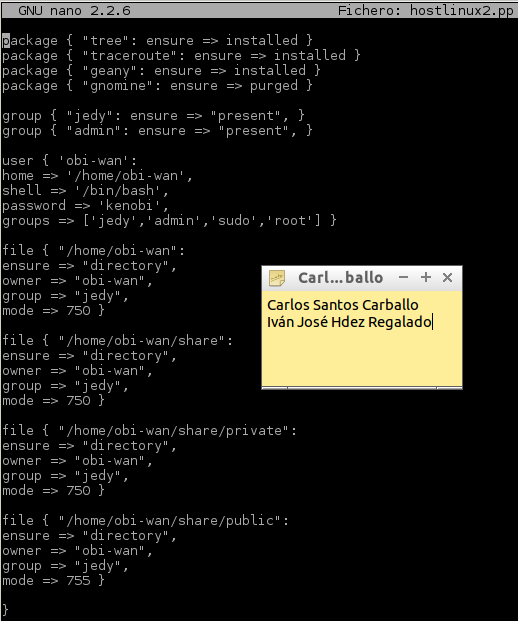 GNU nano 2.2.6 Fichero: hostlinux2.pp
package { "tree": ensure => installed }
package { "traceroute": ensure => installed }
package { "geany": ensure => installed }
package { "gnomine": ensure => purged }
group { "jedy": ensure => "present", }
group { "admin": ensure => "present", }
user { 'obi-wan':
home => '/home/obi-wan',
shell => '/bin/bash',
password => 'kenobi',
groups => ['jedy','admin','sudo','root'] }
file { "/home/obi-wan":
ensure => "directory",
owner => "obi-wan",
group => "jedy",
mode => 750 }
file { "/home/obi-wan/share":
ensure => "directory",
owner => "obi-wan",
group => "jedy",
mode => 750 }
file { "/home/obi-wan/share/private":
ensure => "directory",
owner => "obi-wan",
group => "jedy",
mode => 750 }
file { "/home/obi-wan/share/public":
ensure => "directory",
owner => "obi-wan",
group => "jedy",
mode => 755 }
}
Carl...ballo
Carlos Santos Carballo
Iván José Hdez Regalado